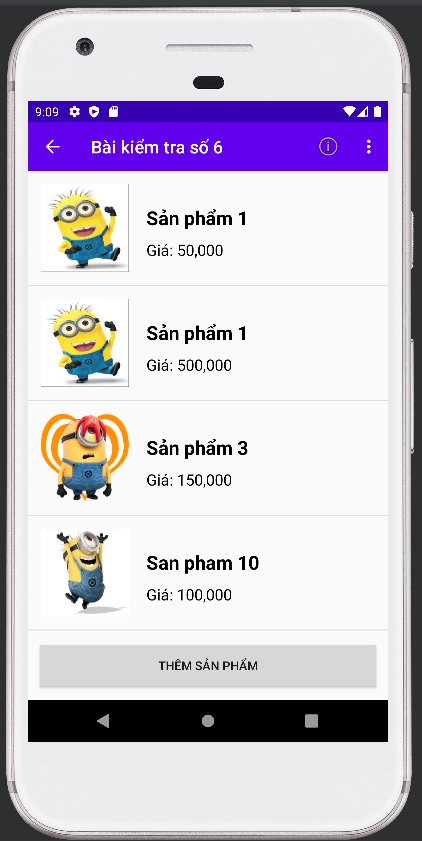 9:09
Bài kiểm tra số 6
Sản phẩm 1
Giá: 50,000
Sản phẩm 1
Giá: 500,000
Sản phẩm 3
Giá: 150,000
San pham 10
Giá: 100,000
THÊM SẢN PHẨM